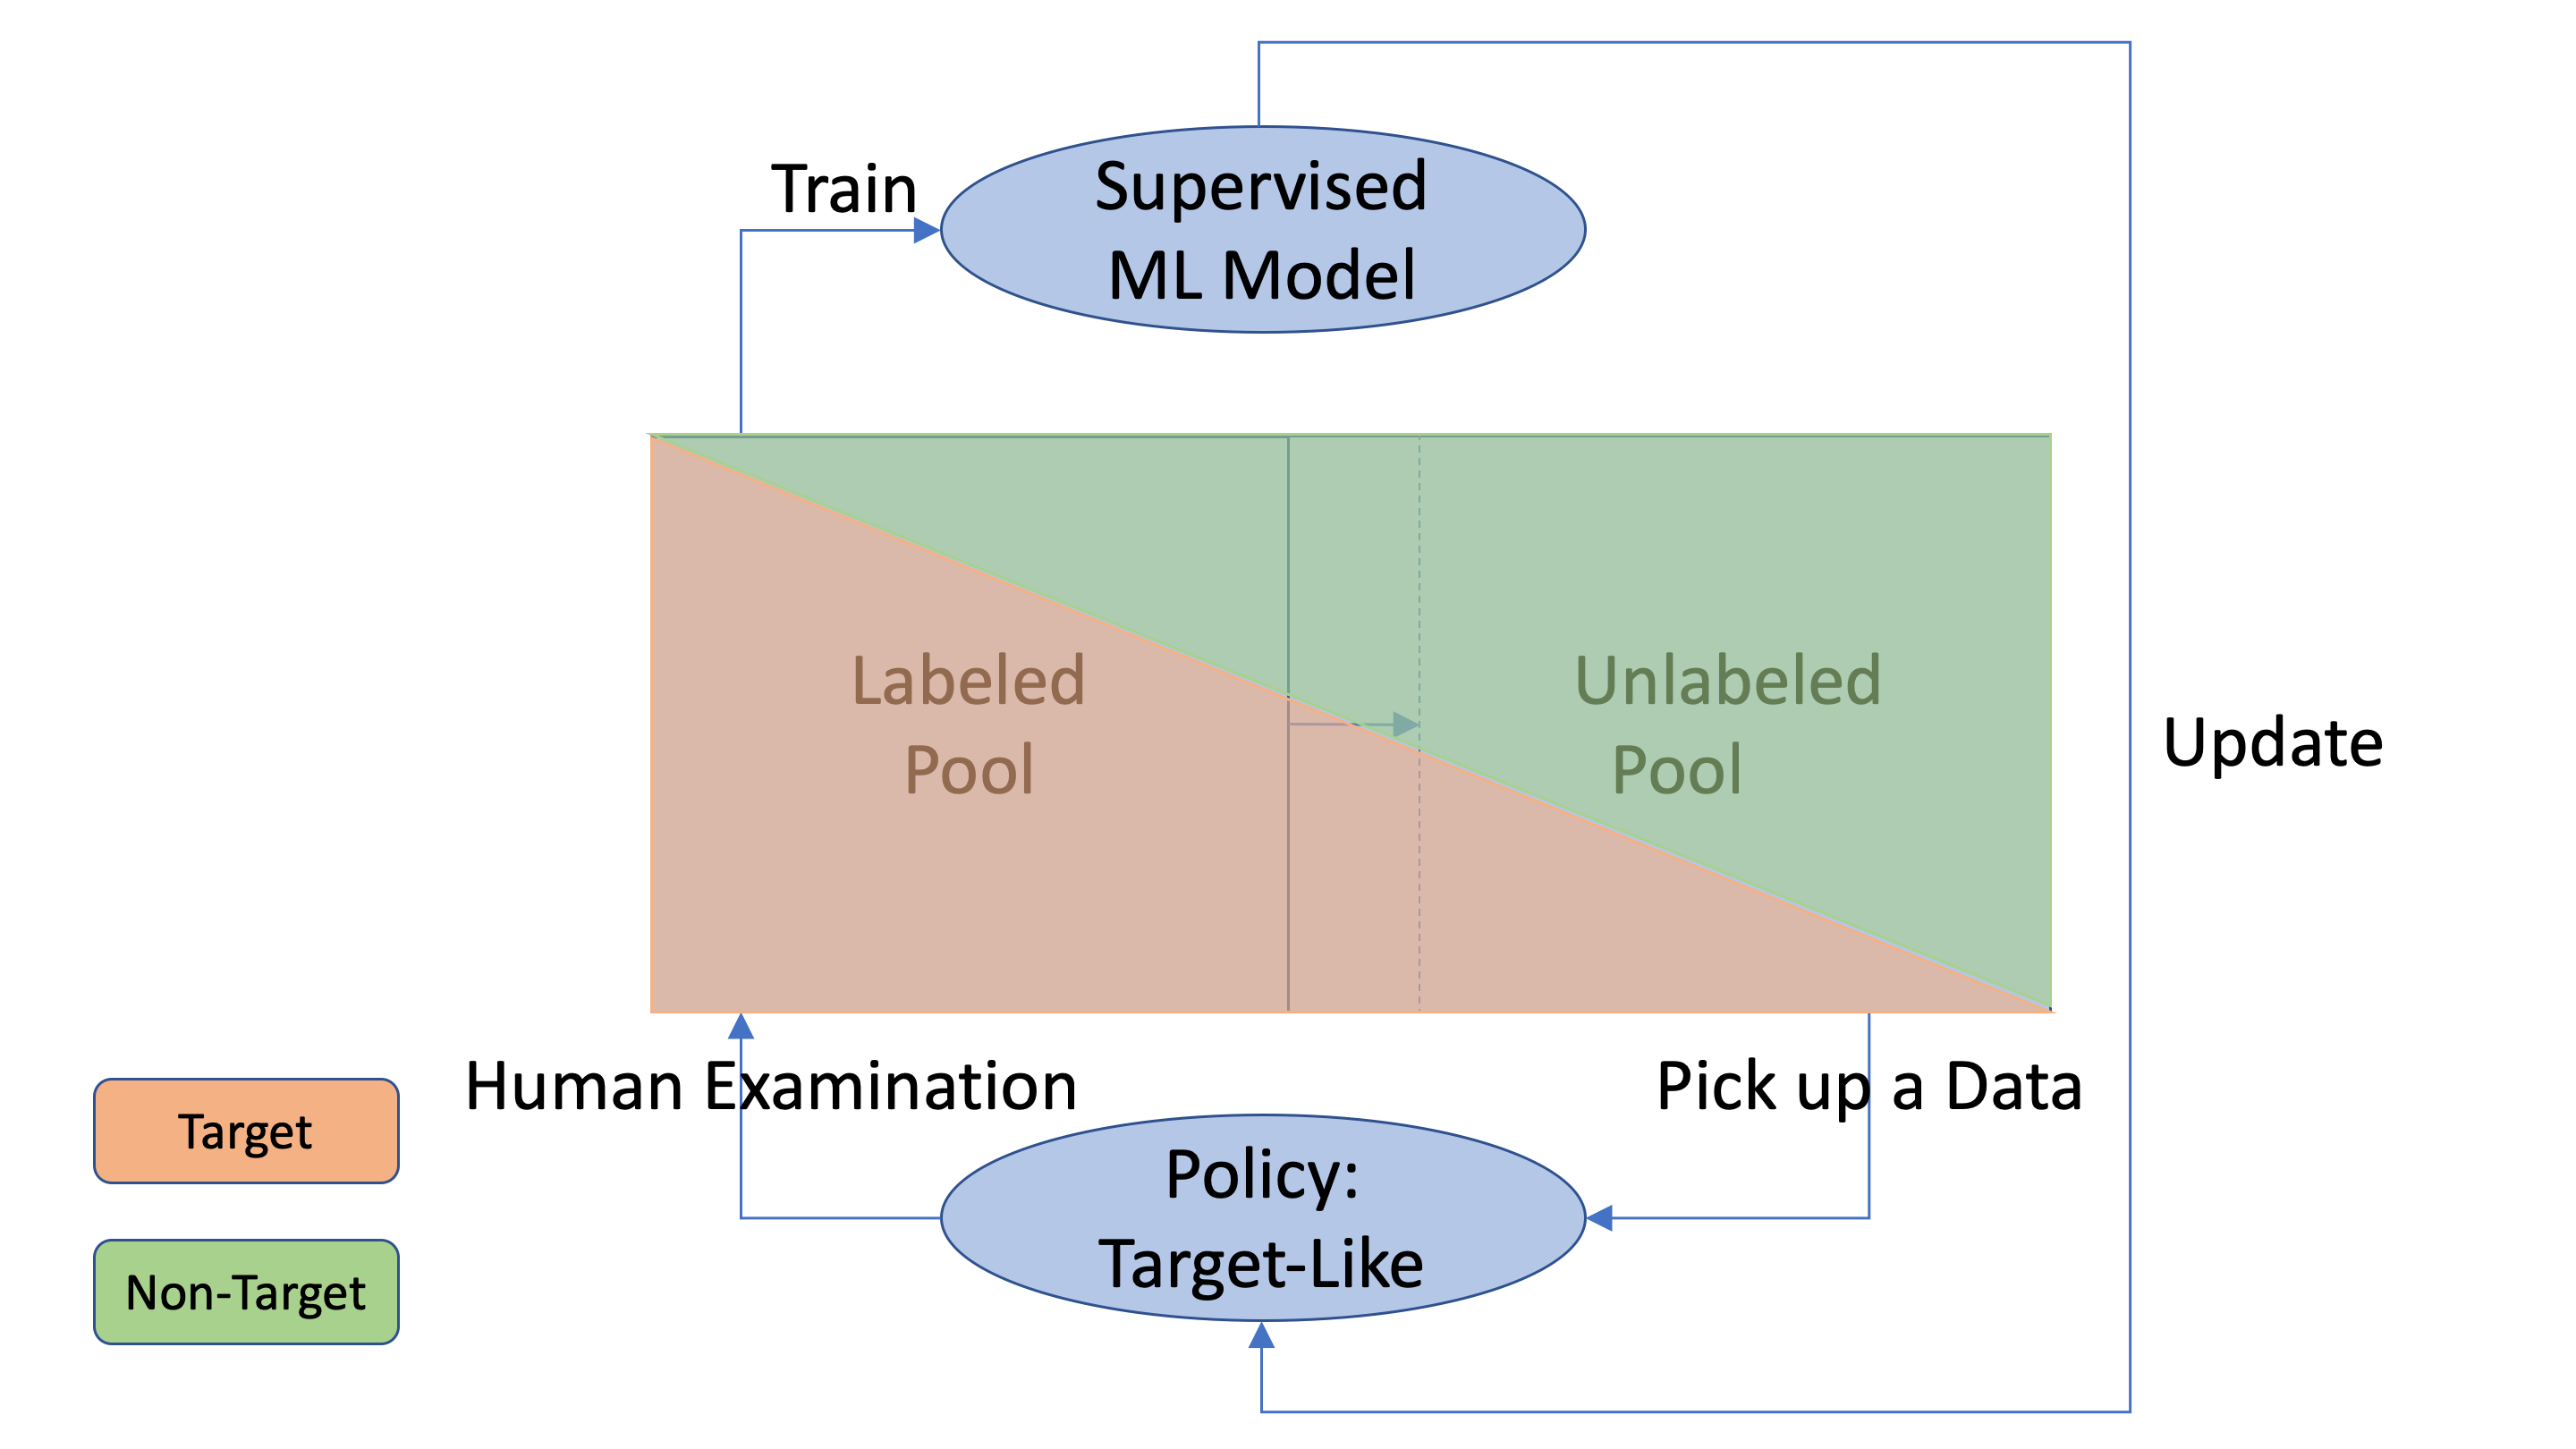 Train
Supervised
ML Model
Labeled
Pool
Unlabeled
Pool
Update
Human Examination
Pick up a Data
Target
Non-Target
Policy:
Target-Like